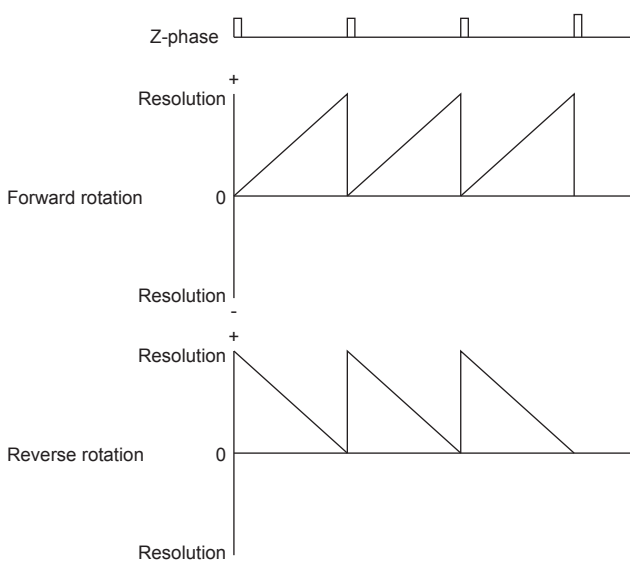 Z-phase
+
Resolution
Forward rotation 0
Resolution
-
+
Resolution
Reverse rotation 0
Resolution